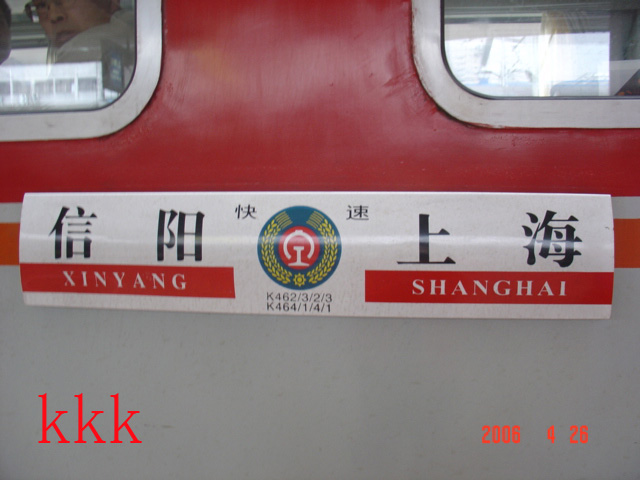 信阳 快速 上海
XINYANG SHANGHAI
K462/3/2/3
K464/1/4/1
kkk
2006 4 26